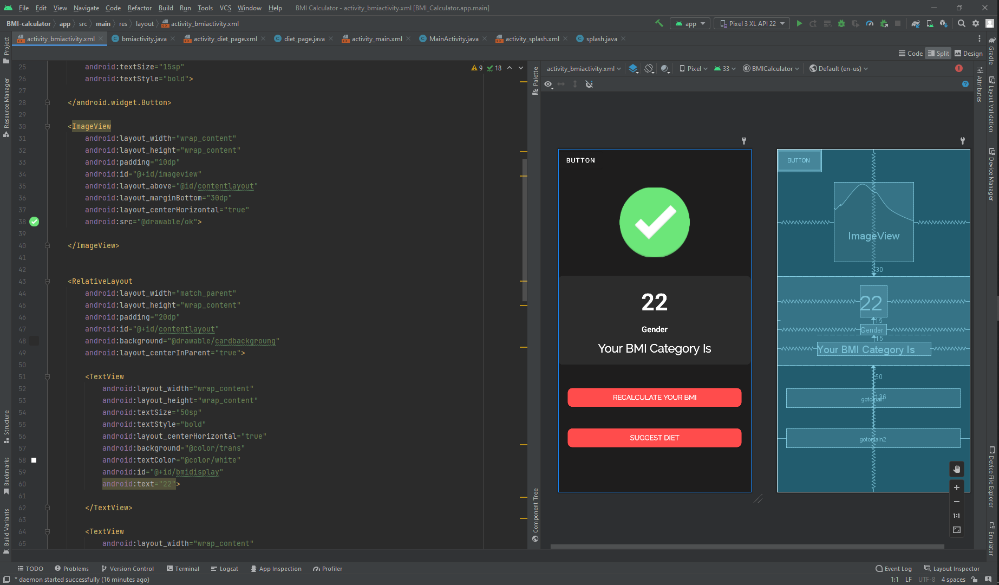 File Edit View Navigate Code Refactor Build Run Tools VCS Window Help BMI Calculator - activity_bmiactivity.xml [BMI_Calculator.app.main]
BMI-calculator app src main res layout activity_bmiactivity.xml app Pixel 3 XL API 22
activity_bmiactivity.xml bmiactivity.java activity_diet_page.xml diet_page.java activity_main.xml MainActivity.java activity_splash.xml splash.java
Code Split Design
Project
Resource Manager
Structure
Bookmarks
Build Variants
9 18
25 android:textSize="15sp"
26 android:textStyle="bold">
27
28 </android.widget.Button>
29
30 <ImageView
31 android:layout_width="wrap_content"
32 android:layout_height="wrap_content"
33 android:padding="10dp"
34 android:id="@+id/imageview"
35 android:layout_above="@id/contentlayout"
36 android:layout_marginBottom="30dp"
37 android:layout_centerHorizontal="true"
38 android:src="@drawable/ok">
39
40 </ImageView>
41
42
43 <RelativeLayout
44 android:layout_width="match_parent"
45 android:layout_height="wrap_content"
46 android:padding="20dp"
47 android:id="@+id/contentlayout"
48 android:background="@drawable/cardbackgroung"
49 android:layout_centerInParent="true">
50
51 <TextView
52 android:layout_width="wrap_content"
53 android:layout_height="wrap_content"
54 android:textSize="50sp"
55 android:textStyle="bold"
56 android:layout_centerHorizontal="true"
57 android:background="@color/trans"
58 android:textColor="@color/white"
59 android:id="@+id/bmidisplay"
60 android:text="22">
61
62 </TextView>
63
64 <TextView
65 android:layout_width="wrap_content"
Palette
Component Tree
activity_bmiactivity.xml Pixel 33 BMICalculator Default (en-us)
BUTTON
22
Gender
Your BMI Category Is
RECALCULATE YOUR BMI
SUGGEST DIET
BUTTON
ImageView
30
22
15
Gender
15
Your BMI Category Is
50
gotomain
136
gotomain2
1:1
Attributes
Gradle
Layout Validation
Device Manager
Device File Explorer
Emulator
TODO Problems Version Control Terminal Logcat App Inspection Profiler Event Log Layout Inspector
* daemon started successfully (16 minutes ago) 1:1 LF UTF-8 4 spaces